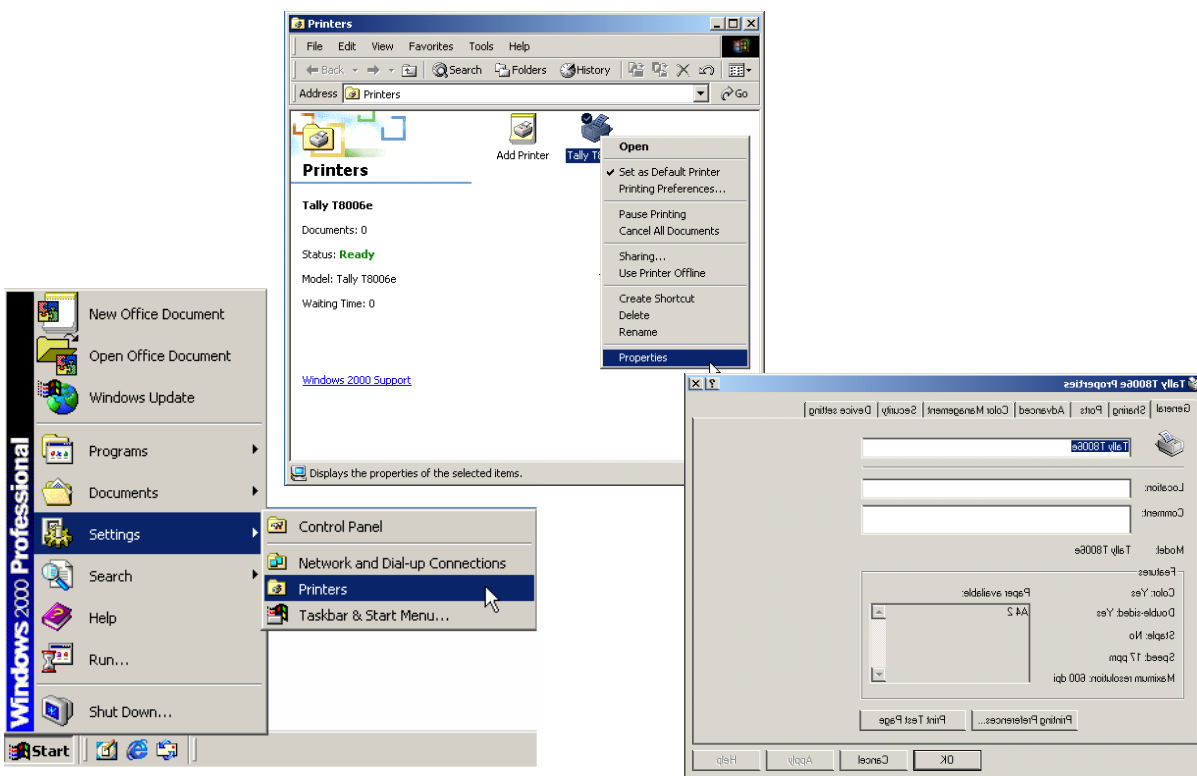 Printers
File Edit View Favorites Tools Help
Back Search Folders History
Address Printers Go
Add Printer
Tally T8
Printers
Tally T8006e
Documents: 0
Status: Ready
Model: Tally T8006e
Waiting Time: 0
Windows 2000 Support
Open
Set as Default Printer
Printing Preferences...
Pause Printing
Cancel All Documents
Sharing...
Use Printer Offline
Create Shortcut
Delete
Rename
Properties
Displays the properties of the selected items.
Windows 2000 Professional
New Office Document
Open Office Document
Windows Update
Programs
Documents
Settings
Search
Help
Run...
Shut Down...
Start
Control Panel
Network and Dial-up Connections
Printers
Taskbar & Start Menu...
Tally T8006e Properties
General Sharing Ports Advanced Color Management Security Device setting
Tally T8006e
Location:
Comment:
Model: Tally T8006e
Features
Color: Yes
Double-sided: Yes
Staple: No
Speed: 17 ppm
Maximum resolution: 600 dpi
Paper available:
A4 2
Printing Preferences... Print Test Page
OK Cancel Apply Help